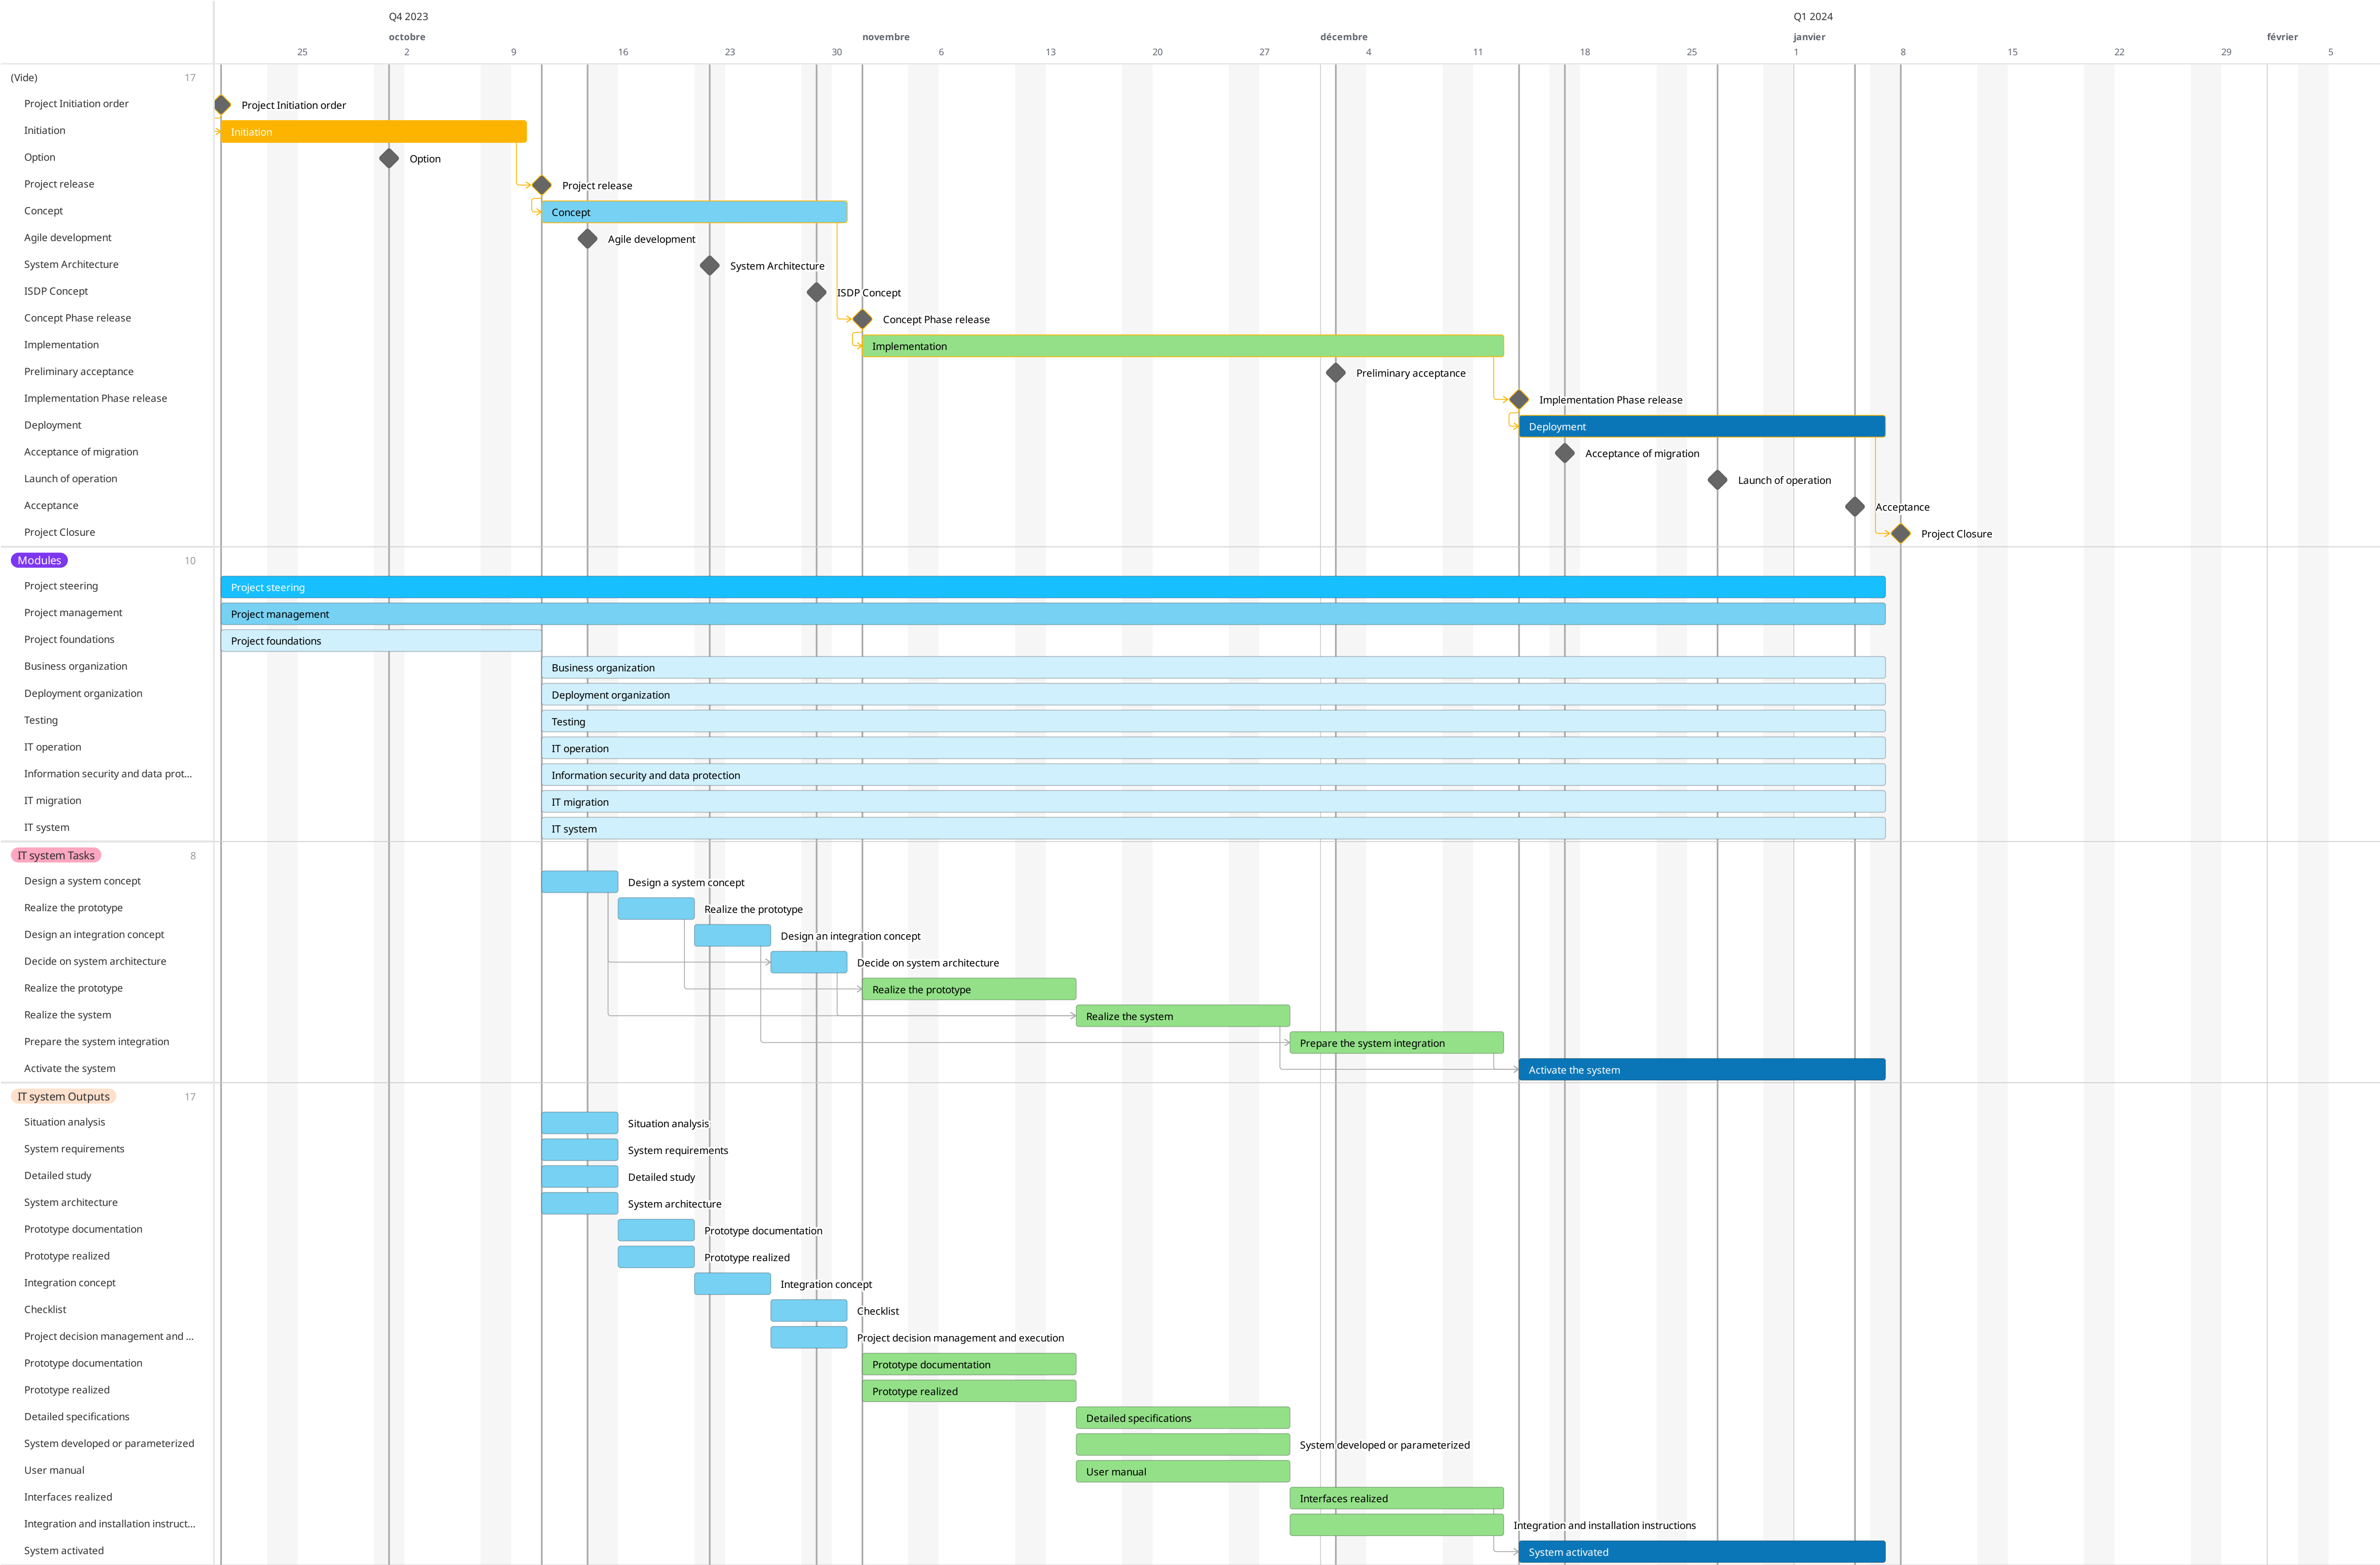 Q4 2023 Q1 2024
octobre novembre décembre janvier février
25 2 9 16 23 30 6 13 20 27 4 11 18 25 1 8 15 22 29 5
(Vide) 17
Project Initiation order Project Initiation order
Initiation Initiation
Option Option
Project release Project release
Concept Concept
Agile development Agile development
System Architecture System Architecture
ISDP Concept ISDP Concept
Concept Phase release Concept Phase release
Implementation Implementation
Preliminary acceptance Preliminary acceptance
Implementation Phase release Implementation Phase release
Deployment Deployment
Acceptance of migration Acceptance of migration
Launch of operation Launch of operation
Acceptance Acceptance
Project Closure Project Closure
Modules 10
Project steering Project steering
Project management Project management
Project foundations Project foundations
Business organization Business organization
Deployment organization Deployment organization
Testing Testing
IT operation IT operation
Information security and data prot... Information security and data protection
IT migration IT migration
IT system IT system
IT system Tasks 8
Design a system concept Design a system concept
Realize the prototype Realize the prototype
Design an integration concept Design an integration concept
Decide on system architecture Decide on system architecture
Realize the prototype Realize the prototype
Realize the system Realize the system
Prepare the system integration Prepare the system integration
Activate the system Activate the system
IT system Outputs 17
Situation analysis Situation analysis
System requirements System requirements
Detailed study Detailed study
System architecture System architecture
Prototype documentation Prototype documentation
Prototype realized Prototype realized
Integration concept Integration concept
Checklist Checklist
Project decision management and ... Project decision management and execution
Prototype documentation Prototype documentation
Prototype realized Prototype realized
Detailed specifications Detailed specifications
System developed or parameterized System developed or parameterized
User manual User manual
Interfaces realized Interfaces realized
Integration and installation instruct... Integration and installation instructions
System activated System activated